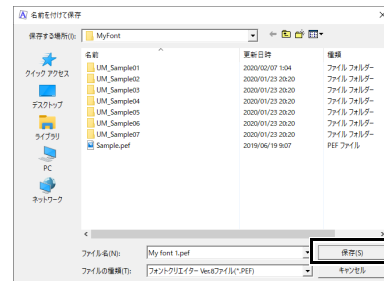 名前を付けて保存
保存する場所(I): MyFont
名前 更新日時 種類
UM_Sample01 2020/02/07 1:04 ファイル フォルダー
UM_Sample02 2020/01/23 20:20 ファイル フォルダー
UM_Sample03 2020/01/23 20:20 ファイル フォルダー
UM_Sample04 2020/01/23 20:20 ファイル フォルダー
UM_Sample05 2020/01/23 20:20 ファイル フォルダー
UM_Sample06 2020/01/23 20:20 ファイル フォルダー
UM_Sample07 2020/01/23 20:20 ファイル フォルダー
Sample.pef 2019/06/19 9:07 PEF ファイル
クイック アクセス
デスクトップ
ライブラリ
PC
ネットワーク
ファイル名(N): My font 1.pef 保存(S)
ファイルの種類(T): フォントクリエイター Ver.8ファイル(*.PEF) キャンセル